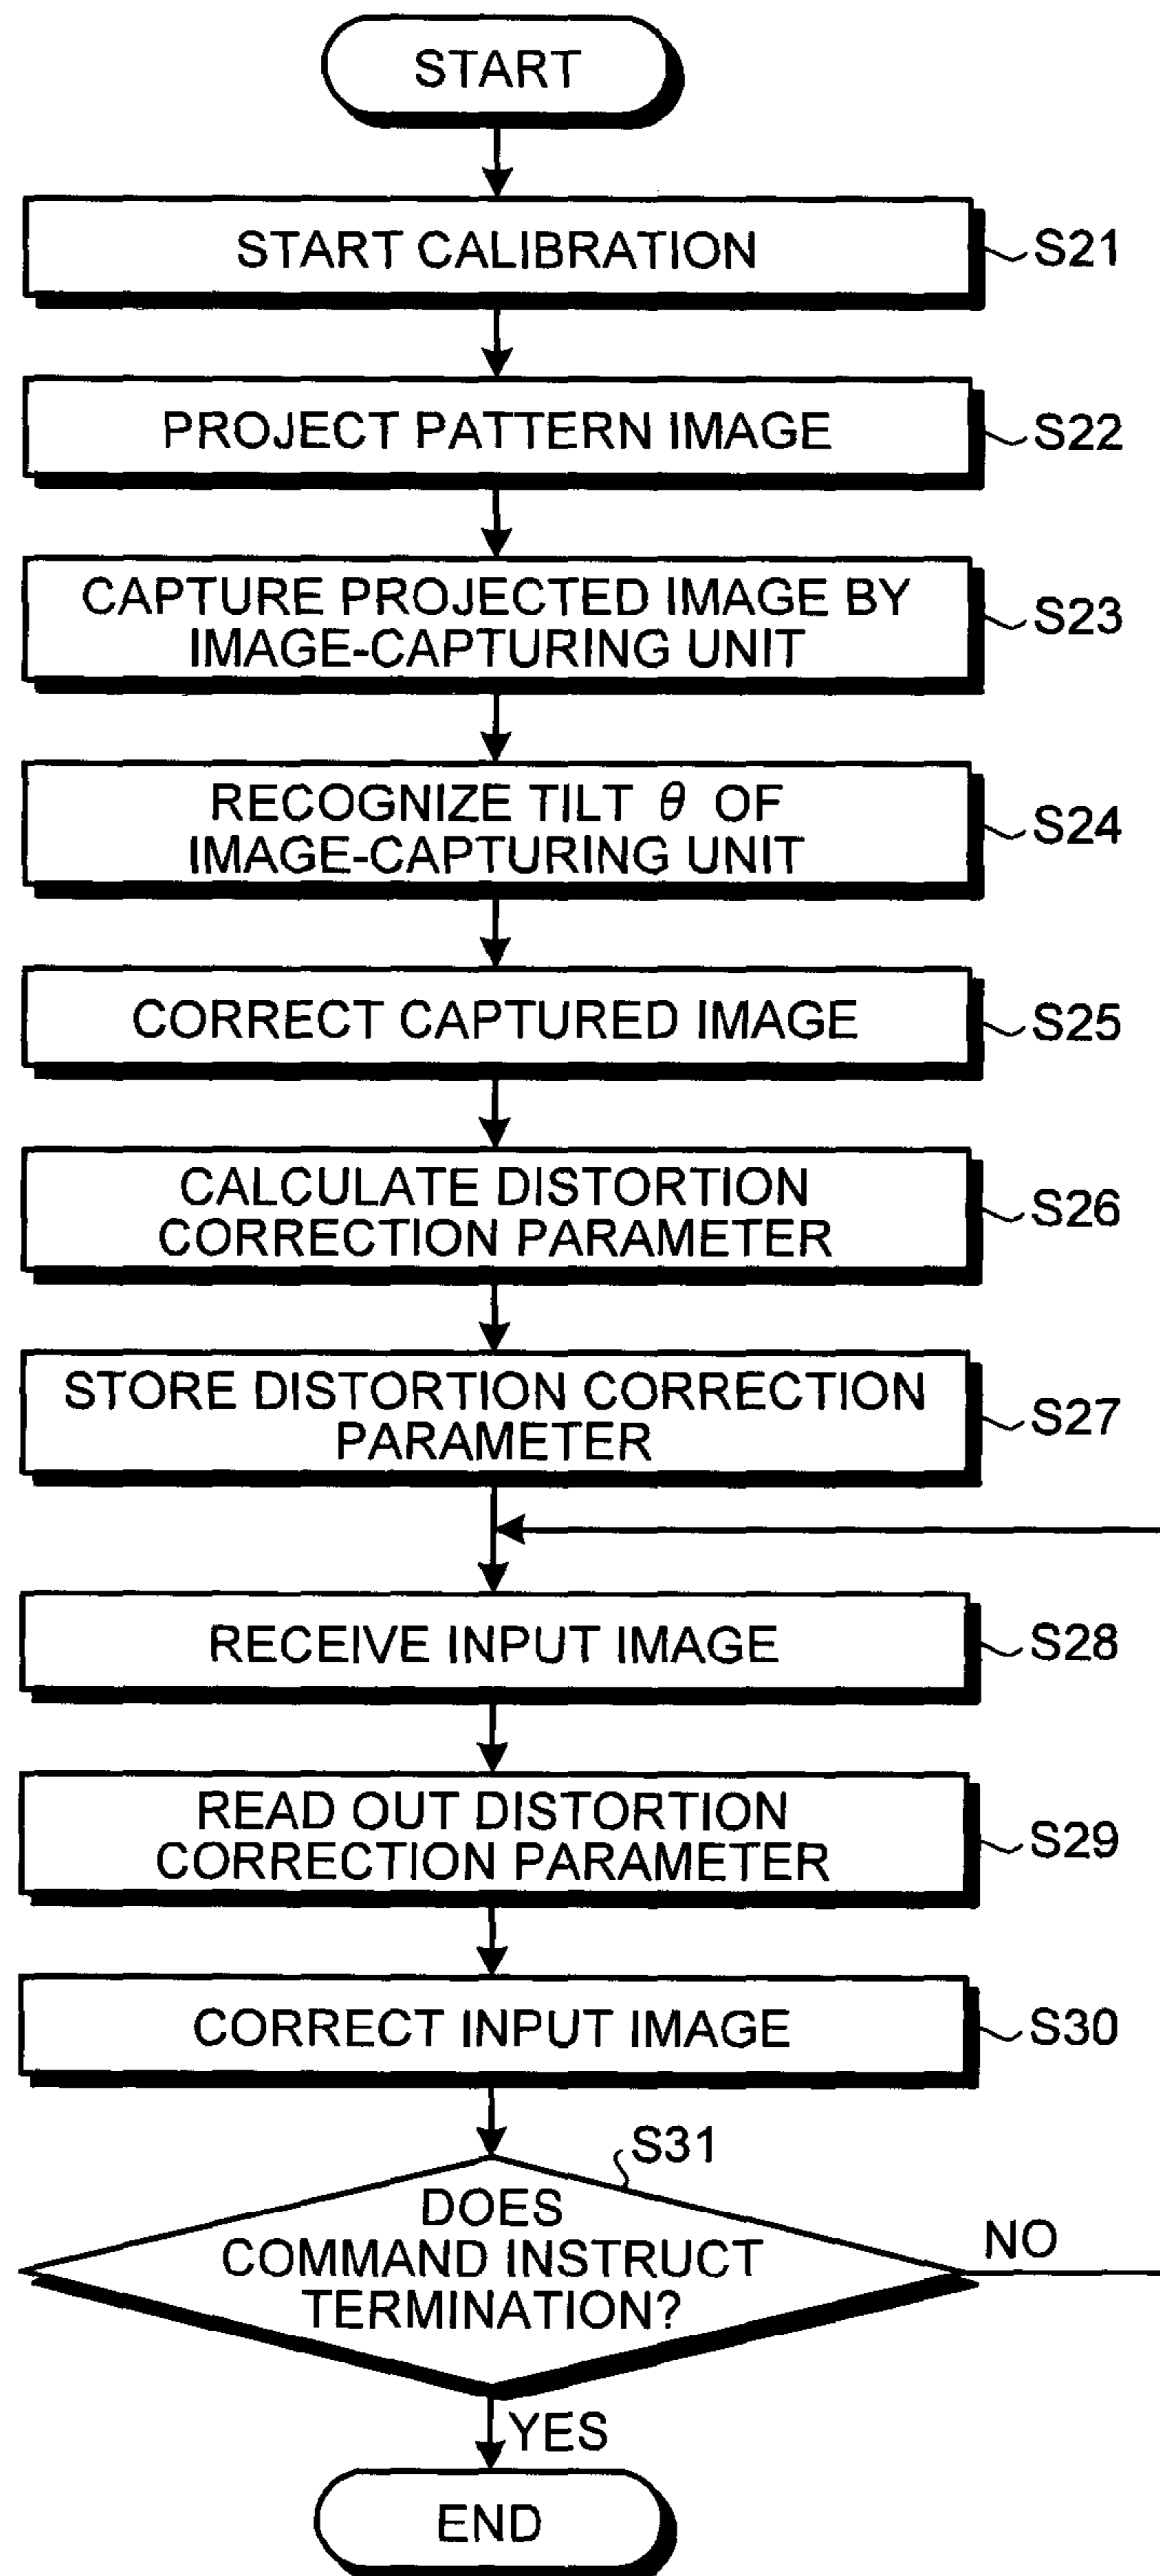 START
START CALIBRATION
S21
PROJECT PATTERN IMAGE
S22
CAPTURE PROJECTED IMAGE BY
IMAGE-CAPTURING UNIT
S23
RECOGNIZE TILT θ OF
IMAGE-CAPTURING UNIT
S24
CORRECT CAPTURED IMAGE
S25
CALCULATE DISTORTION
CORRECTION PARAMETER
S26
STORE DISTORTION CORRECTION
PARAMETER
S27
RECEIVE INPUT IMAGE
S28
READ OUT DISTORTION
CORRECTION PARAMETER
S29
CORRECT INPUT IMAGE
S30
S31
DOES
COMMAND INSTRUCT
TERMINATION?
NO
YES
END